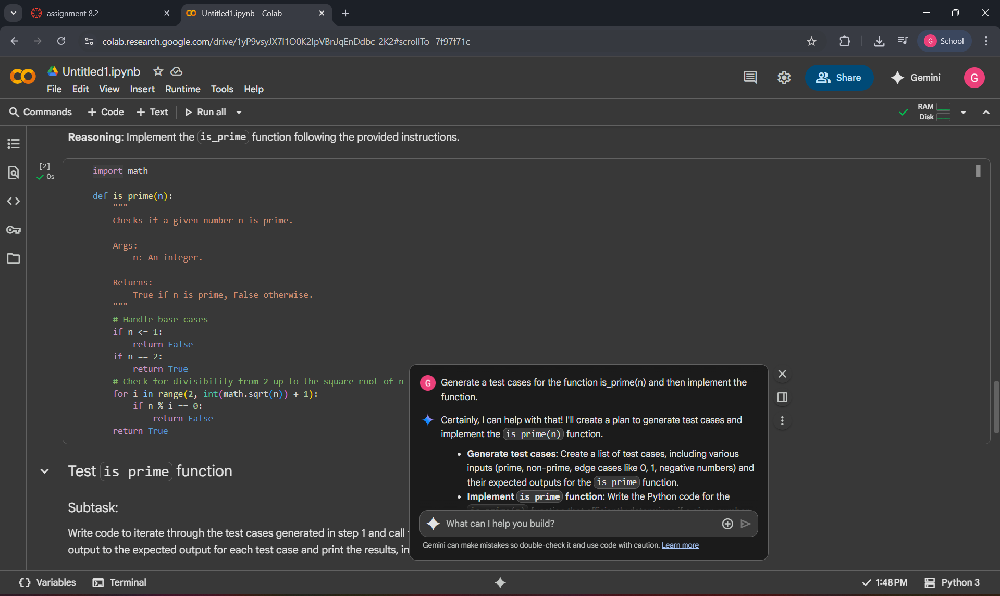 assignment 8.2
Untitled1.ipynb - Colab
colab.research.google.com/drive/1yP9vsyJX7l1O0K2IpVBnJqEnDdbc-2K2#scrollTo=7f97f71c
G School
Untitled1.ipynb
File Edit View Insert Runtime Tools Help
Share
Gemini
G
Commands + Code + Text Run all
RAM
Disk
Reasoning: Implement the is_prime function following the provided instructions.
[2]
0s
import math
def is_prime(n):
"""
Checks if a given number n is prime.
Args:
n: An integer.
Returns:
True if n is prime, False otherwise.
"""
# Handle base cases
if n <= 1:
return False
if n == 2:
return True
# Check for divisibility from 2 up to the square root of n
for i in range(2, int(math.sqrt(n)) + 1):
if n % i == 0:
return False
return True
Test is prime function
Subtask:
Write code to iterate through the test cases generated in step 1 and call
output to the expected output for each test case and print the results, in
G
Generate a test cases for the function is_prime(n) and then implement the
function.
Certainly, I can help with that! I'll create a plan to generate test cases and
implement the is_prime(n) function.
• Generate test cases: Create a list of test cases, including various
inputs (prime, non-prime, edge cases like 0, 1, negative numbers) and
their expected outputs for the is_prime function.
• Implement is prime function: Write the Python code for the
What can I help you build?
Gemini can make mistakes so double-check it and use code with caution. Learn more
{} Variables
Terminal
1:48 PM
Python 3